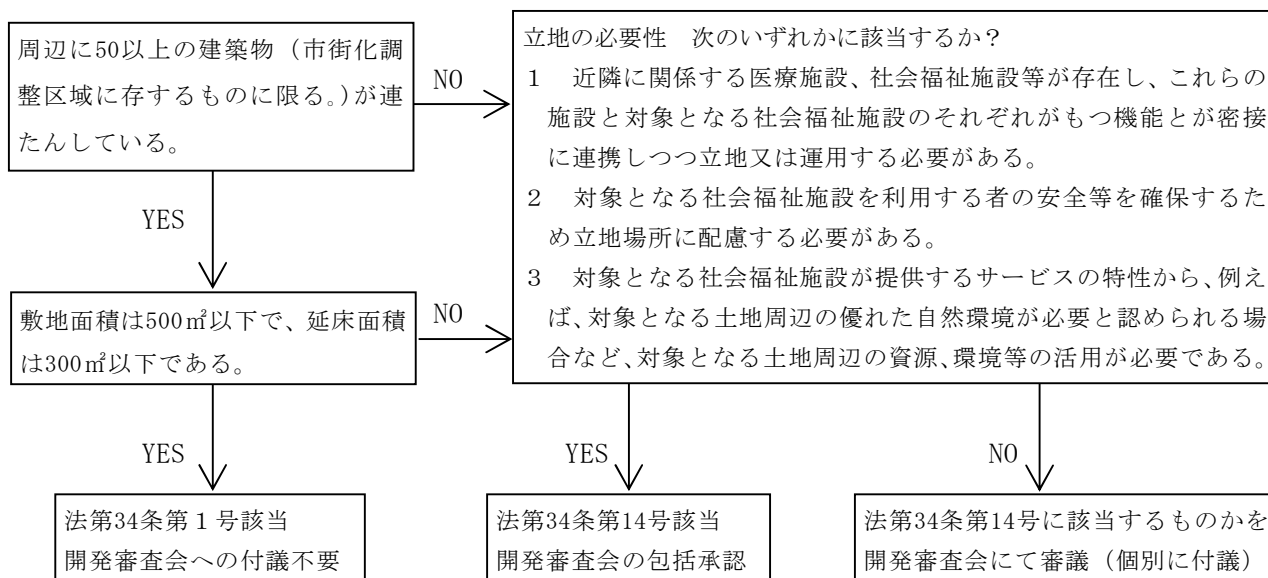 周辺に50以上の建築物（市街化調
整区域に存するものに限る。）が連
たんしている。
NO
YES
敷地面積は500㎡以下で、延床面積
は300㎡以下である。
NO
YES
法第34条第１号該当
開発審査会への付議不要
立地の必要性　次のいずれかに該当するか？
１　近隣に関係する医療施設、社会福祉施設等が存在し、これらの
施設と対象となる社会福祉施設のそれぞれがもつ機能とが密接
に連携しつつ立地又は運用する必要がある。
２　対象となる社会福祉施設を利用する者の安全等を確保するた
め立地場所に配慮する必要がある。
３　対象となる社会福祉施設が提供するサービスの特性から、例え
ば、対象となる土地周辺の優れた自然環境が必要と認められる場
合など、対象となる土地周辺の資源、環境等の活用が必要である。
YES
NO
法第34条第14号該当
開発審査会の包括承認
法第34条第14号に該当するものかを
開発審査会にて審議（個別に付議）